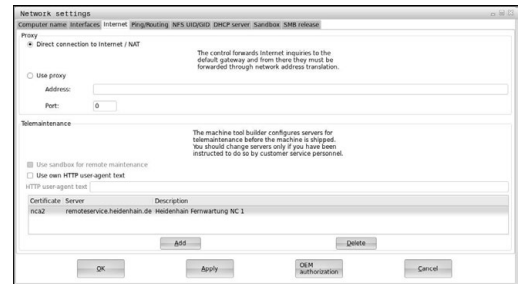 Network settings
Computer name Interfaces Internet Ping/Routing NFS UID/GID DHCP server Sandbox SMB release
Proxy
Direct connection to Internet / NAT
The control forwards Internet inquiries to the
default gateway and from there they must be
forwarded through network address translation.
Use proxy
Address:
Port: 0
Telemaintenance
The machine tool builder configures servers for
telemaintenance before the machine is shipped.
You should change servers only if you have been
instructed to do so by customer service personnel.
Use sandbox for remote maintenance
Use own HTTP user-agent text
HTTP user-agent text
Certificate Server Description
nca2 remoteservice.heidenhain.de Heidenhain Fernwartung NC 1
Add Delete
OK Apply OEM authorization Cancel